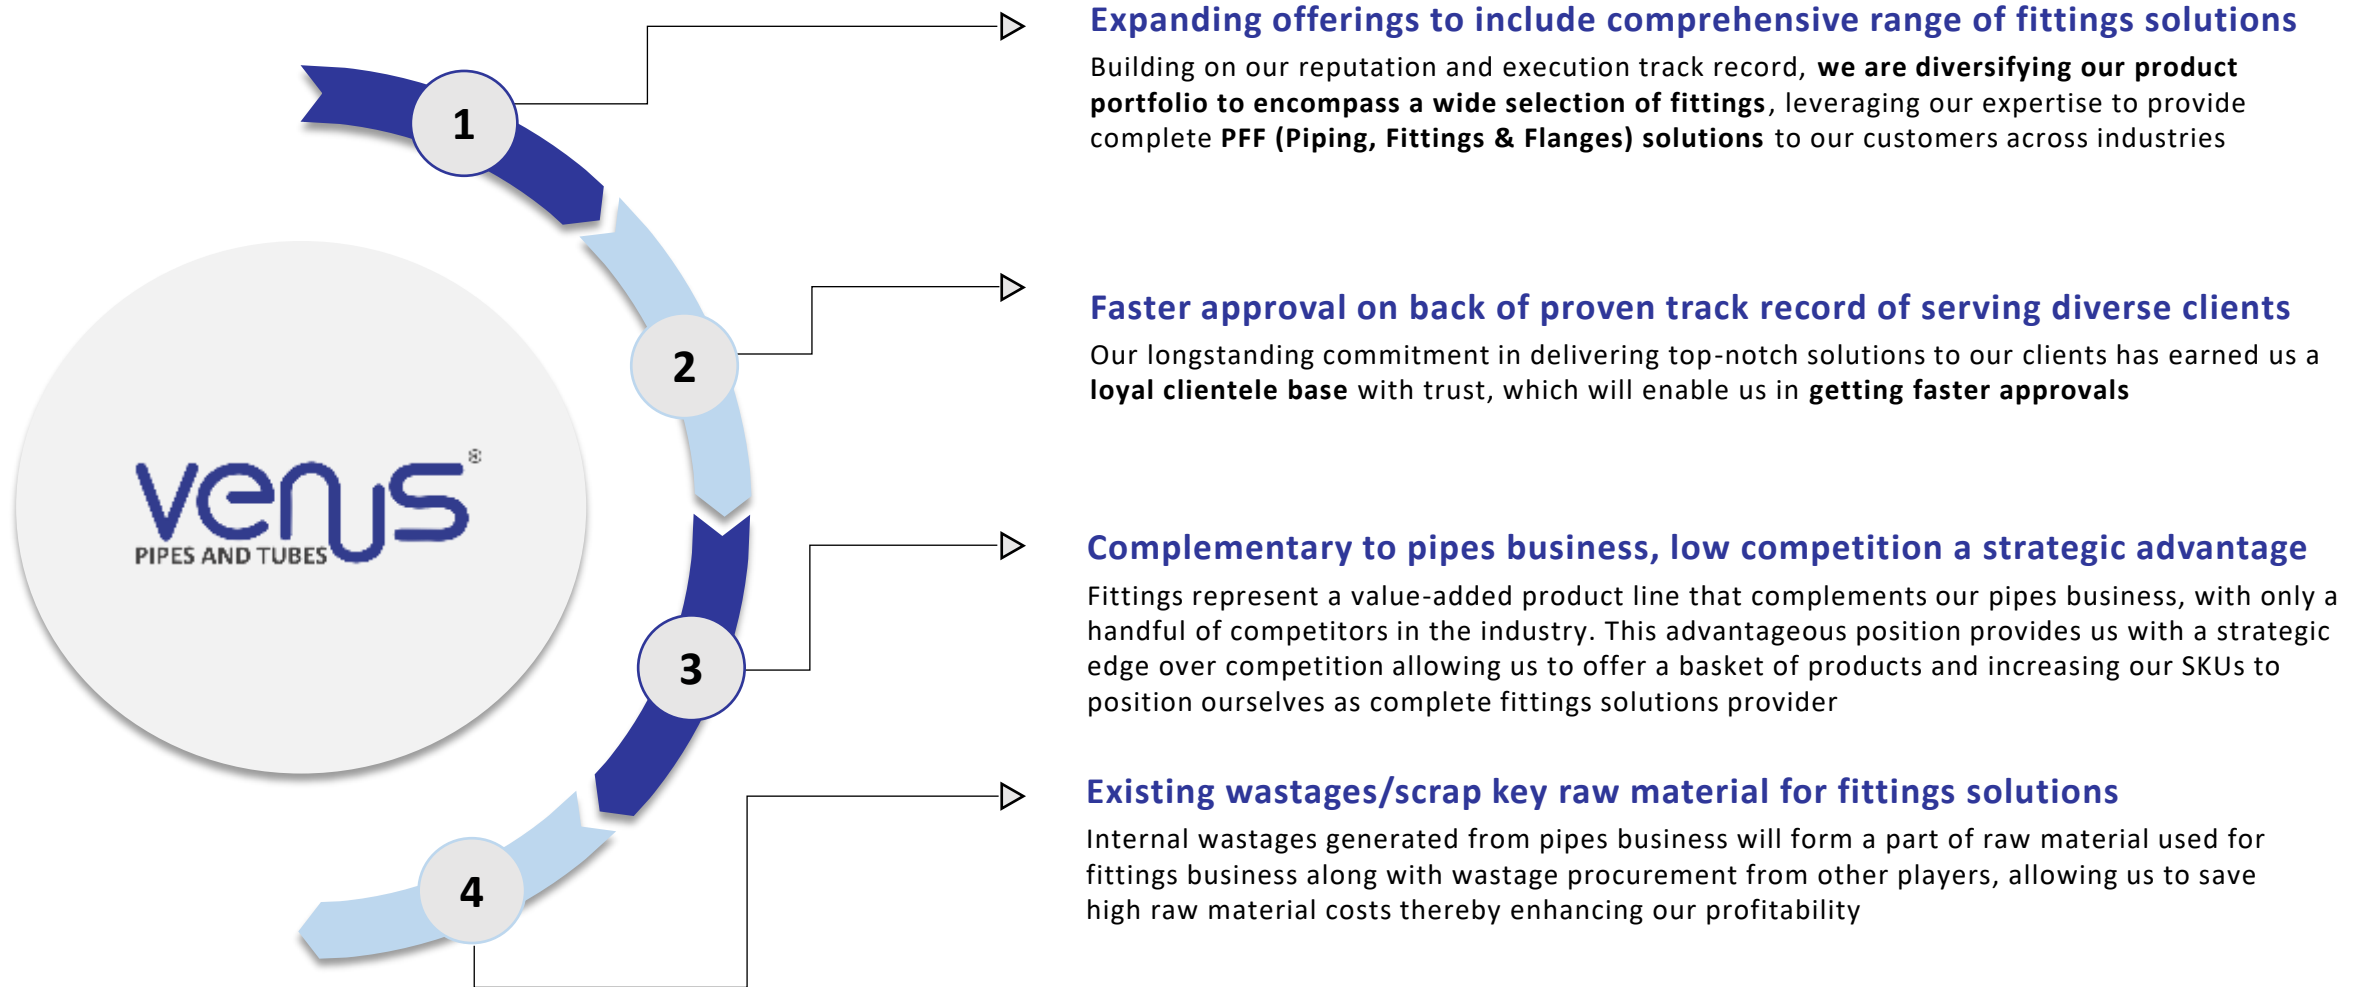 Expanding offerings to include comprehensive range of fittings solutions
Building on our reputation and execution track record, we are diversifying our product
portfolio to encompass a wide selection of fittings, leveraging our expertise to provide
complete PFF (Piping, Fittings & Flanges) solutions to our customers across industries
1
Faster approval on back of proven track record of serving diverse clients
Our longstanding commitment in delivering top-notch solutions to our clients has earned us a
loyal clientele base with trust, which will enable us in getting faster approvals
2
venus®
PIPES AND TUBES
Complementary to pipes business, low competition a strategic advantage
Fittings represent a value-added product line that complements our pipes business, with only a
handful of competitors in the industry. This advantageous position provides us with a strategic
edge over competition allowing us to offer a basket of products and increasing our SKUs to
position ourselves as complete fittings solutions provider
3
Existing wastages/scrap key raw material for fittings solutions
Internal wastages generated from pipes business will form a part of raw material used for
fittings business along with wastage procurement from other players, allowing us to save
high raw material costs thereby enhancing our profitability
4